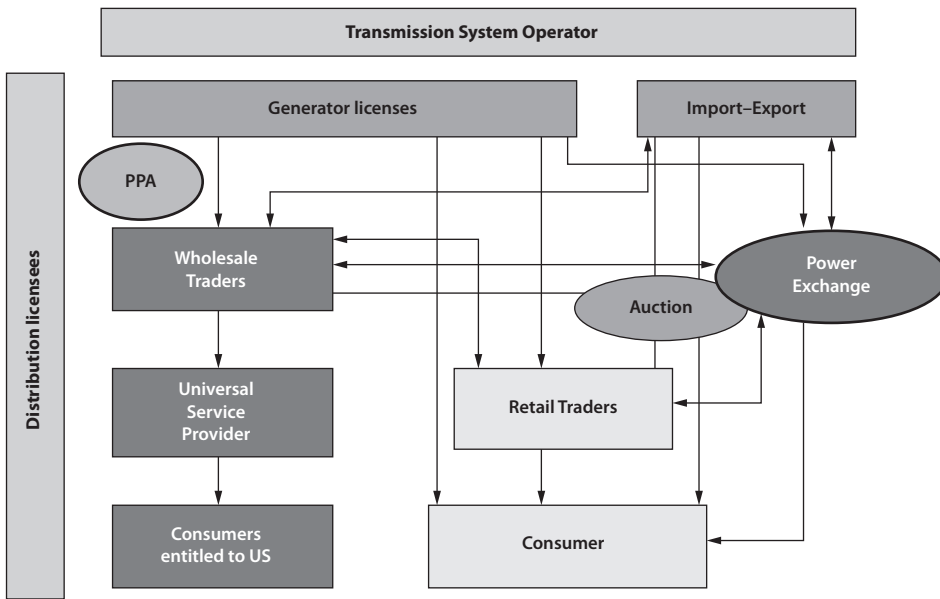 Transmission System Operator
Distribution licensees
Generator licenses
Import–Export
PPA
Wholesale
Traders
Power
Exchange
Auction
Universal
Service
Provider
Retail Traders
Consumers
entitled to US
Consumer